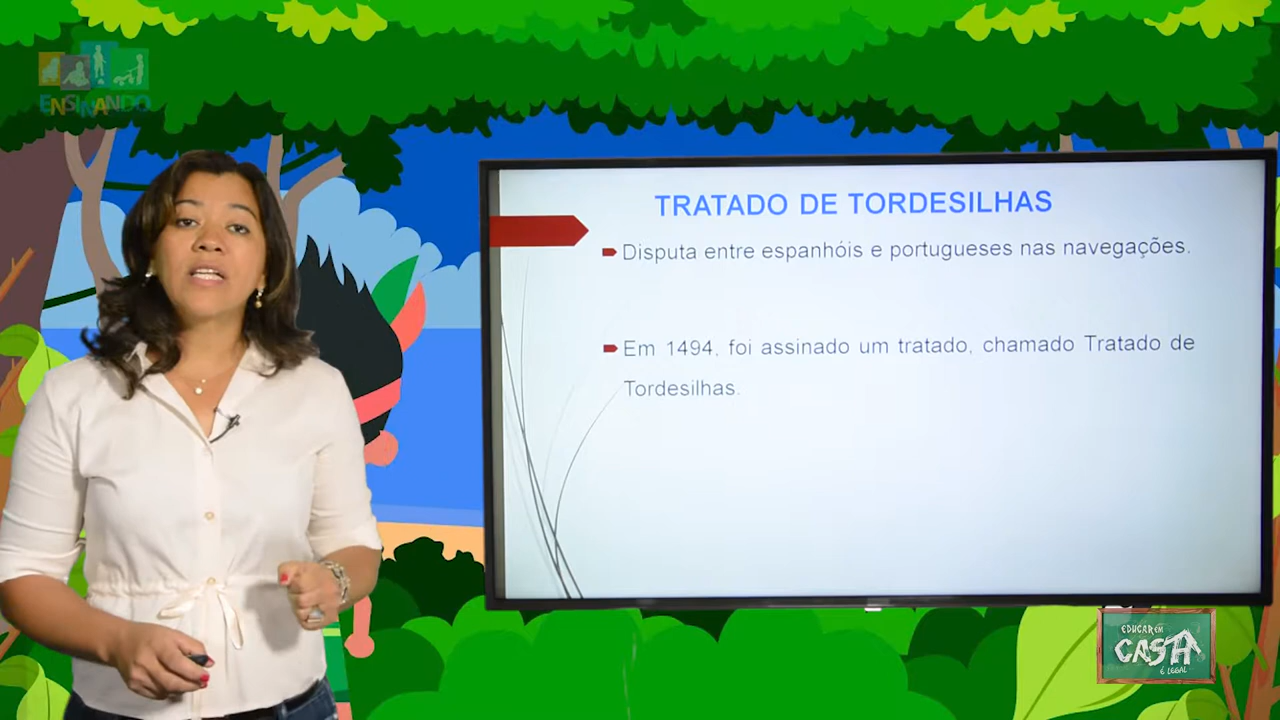 ENSINANDO
TRATADO DE TORDESILHAS
Disputa entre espanhóis e portugueses nas navegações.
Em 1494, foi assinado um tratado, chamado Tratado de
Tordesilhas.
EDUCAR EM
CASA
É LEGAL